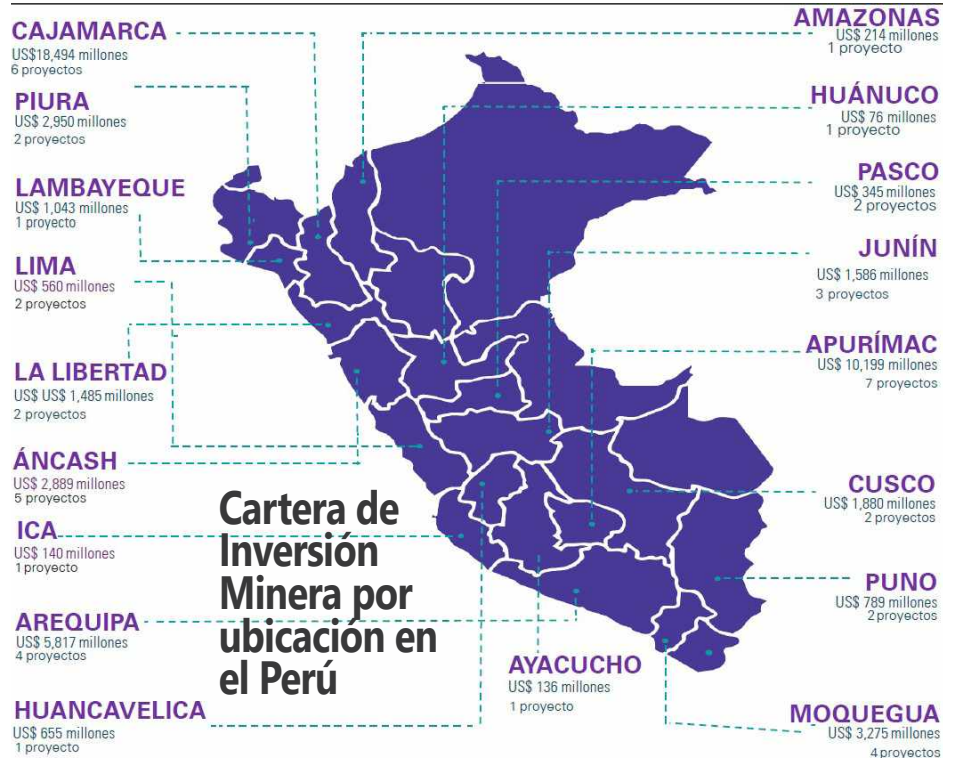 CAJAMARCA
US$18,494 millones
6 proyectos
PIURA
US$ 2,950 millones
2 proyectos
LAMBAYEQUE
US$ 1,043 millones
1 proyecto
LIMA
US$ 560 millones
2 proyectos
LA LIBERTAD
US$ US$ 1,485 millones
2 proyectos
ÁNCASH
US$ 2,889 millones
5 proyectos
ICA
US$ 140 millones
1 proyecto
AREQUIPA
US$ 5,817 millones
4 proyectos
HUANCAVELICA
US$ 655 millones
1 proyecto
Cartera de
Inversión
Minera por
ubicación en
el Perú
AYACUCHO
US$ 136 millones
1 proyecto
AMAZONAS
US$ 214 millones
1 proyecto
HUÁNUCO
US$ 76 millones
1 proyecto
PASCO
US$ 345 millones
2 proyectos
JUNÍN
US$ 1,586 millones
3 proyectos
APURÍMAC
US$ 10,199 millones
7 proyectos
CUSCO
US$ 1,880 millones
2 proyectos
PUNO
US$ 789 millones
2 proyectos
MOQUEGUA
US$ 3,275 millones
4 proyectos